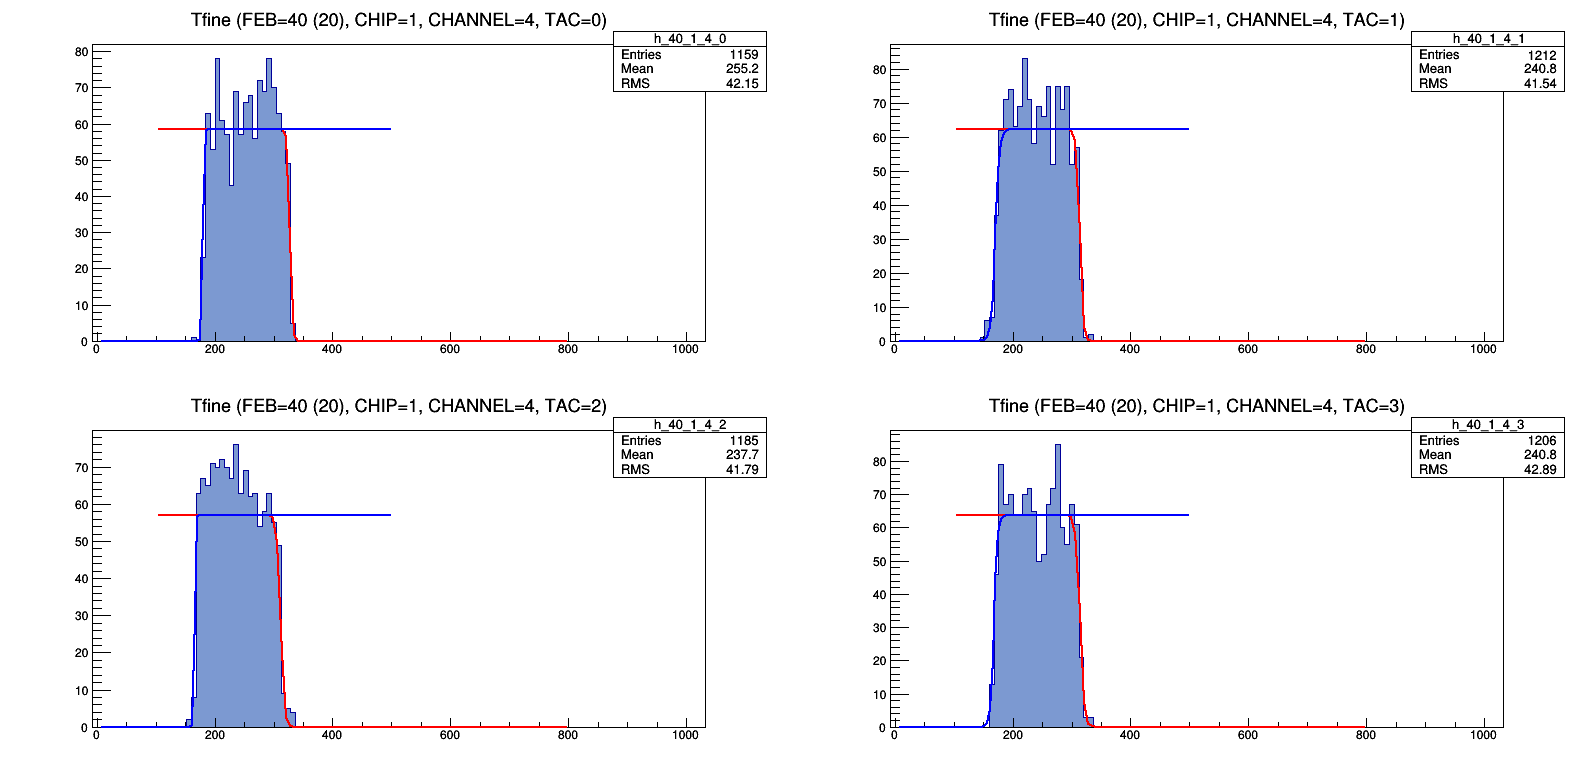 Tfine (FEB=40 (20), CHIP=1, CHANNEL=4, TAC=0)
h_40_1_4_0
Entries 1159
Mean 255.2
RMS 42.15
80
70
60
50
40
30
20
10
0
0 200 400 600 800 1000
Tfine (FEB=40 (20), CHIP=1, CHANNEL=4, TAC=1)
h_40_1_4_1
Entries 1212
Mean 240.8
RMS 41.54
80
70
60
50
40
30
20
10
0
0 200 400 600 800 1000
Tfine (FEB=40 (20), CHIP=1, CHANNEL=4, TAC=2)
h_40_1_4_2
Entries 1185
Mean 237.7
RMS 41.79
70
60
50
40
30
20
10
0
0 200 400 600 800 1000
Tfine (FEB=40 (20), CHIP=1, CHANNEL=4, TAC=3)
h_40_1_4_3
Entries 1206
Mean 240.8
RMS 42.89
80
70
60
50
40
30
20
10
0
0 200 400 600 800 1000